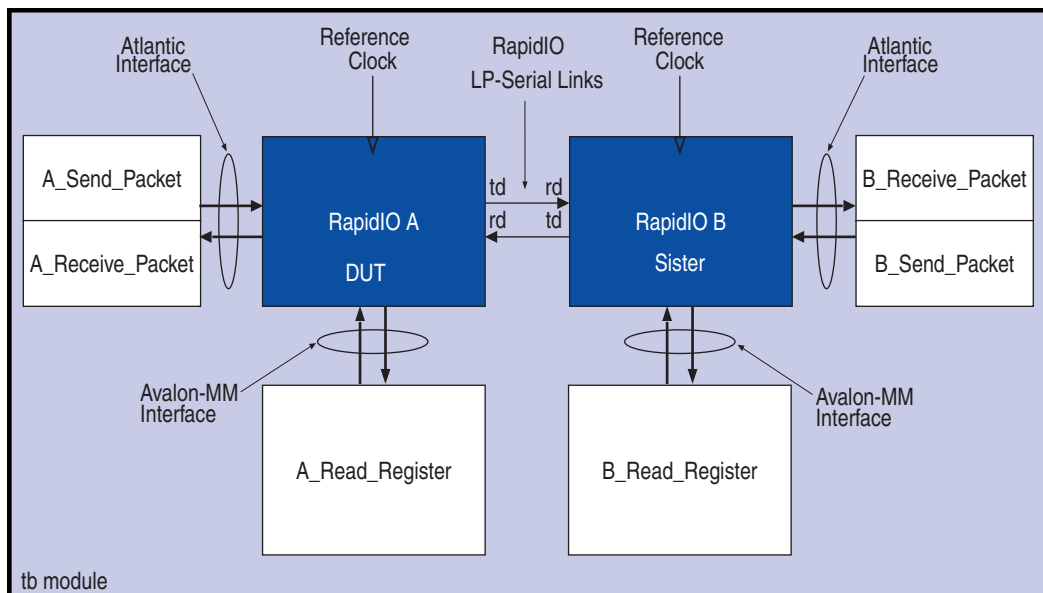 Atlantic
Interface
Reference
Clock
RapidIO
LP-Serial Links
Reference
Clock
Atlantic
Interface
A_Send_Packet
A_Receive_Packet
RapidIO A
DUT
td
rd
rd
td
RapidIO B
Sister
B_Receive_Packet
B_Send_Packet
Avalon-MM
Interface
Avalon-MM
Interface
A_Read_Register
B_Read_Register
tb module